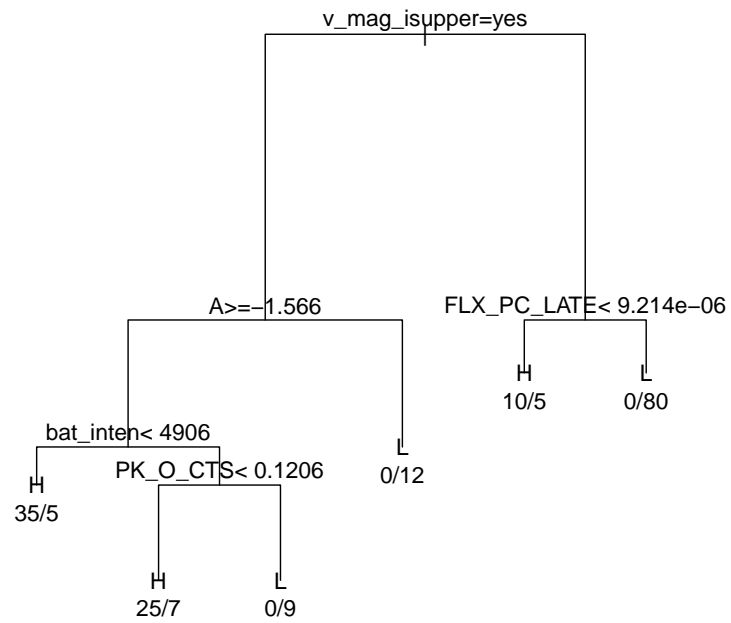 v_mag_isupper=yes
A>=−1.566
FLX_PC_LATE< 9.214e−06
H
10/5
L
0/80
bat_inten< 4906
L
0/12
PK_O_CTS< 0.1206
H
35/5
H
25/7
L
0/9